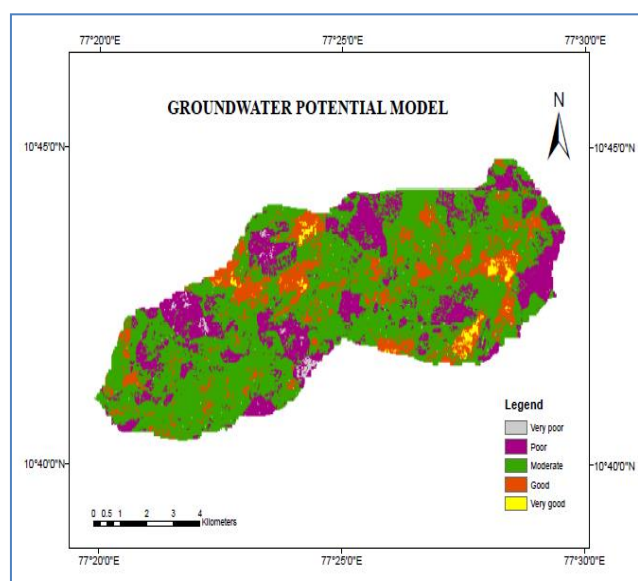 77°20'0"E 77°25'0"E 77°30'0"E
GROUNDWATER POTENTIAL MODEL
N
10°45'0"N 10°45'0"N
Legend
Very poor
Poor
Moderate
Good
Very good
10°40'0"N 10°40'0"N
0 0.5 1 2 3 4
Kilometers
77°20'0"E 77°25'0"E 77°30'0"E